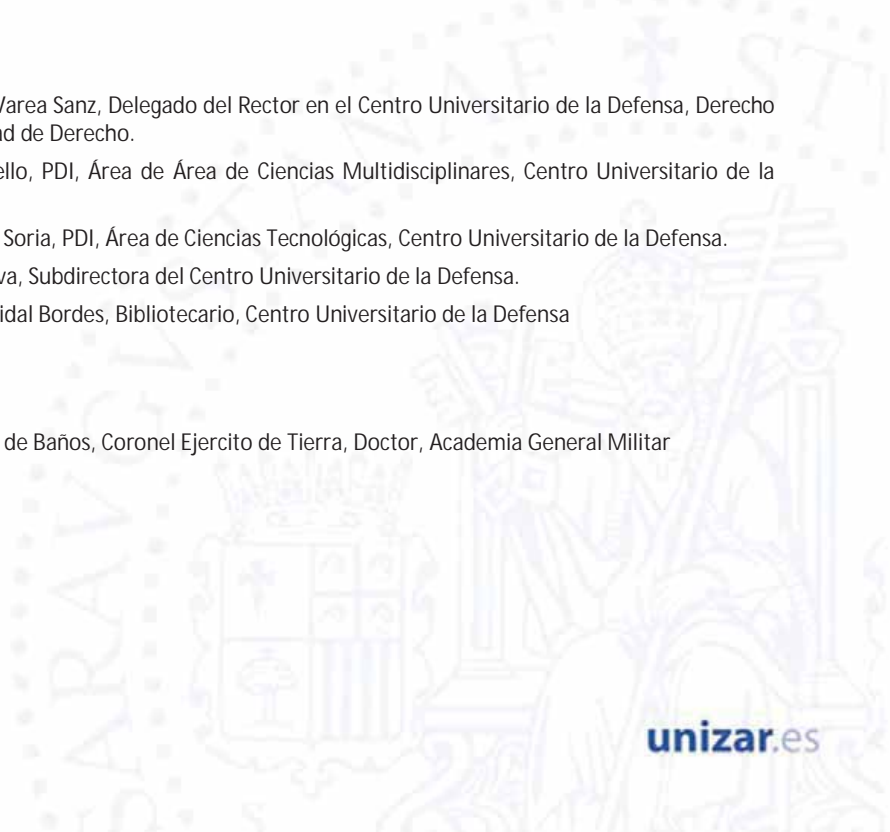 Varea Sanz, Delegado del Rector en el Centro Universitario de la Defensa, Derecho
ad de Derecho.
ello, PDI, Área de Área de Ciencias Multidisciplinares, Centro Universitario de la
Soria, PDI, Área de Ciencias Tecnológicas, Centro Universitario de la Defensa.
va, Subdirectora del Centro Universitario de la Defensa.
idal Bordes, Bibliotecario, Centro Universitario de la Defensa
de Baños, Coronel Ejercito de Tierra, Doctor, Academia General Militar
unizar.es